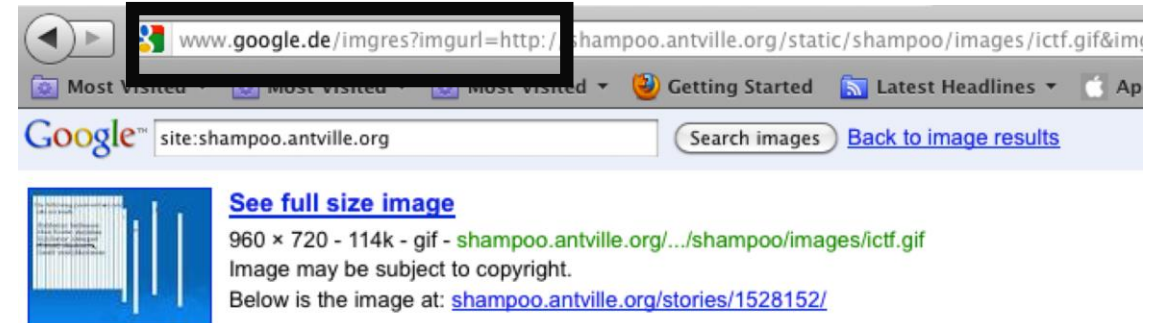 www.google.de/imgres?imgurl=http://shampoo.antville.org/static/shampoo/images/ictf.gif&img
Most Visited Most Visited Most Visited Getting Started Latest Headlines Ap
Google™ site:shampoo.antville.org Search images Back to image results
See full size image
960 × 720 - 114k - gif - shampoo.antville.org/.../shampoo/images/ictf.gif
Image may be subject to copyright.
Below is the image at: shampoo.antville.org/stories/1528152/